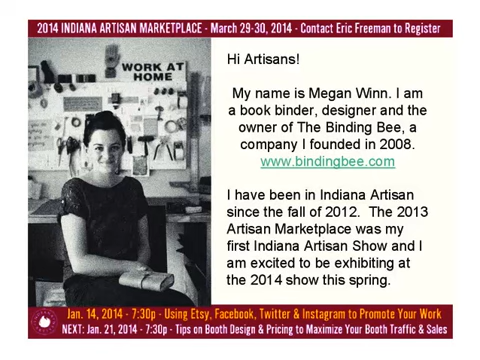 2014 INDIANA ARTISAN MARKETPLACE - March 29-30, 2014 - Contact Eric Freeman to Register
WORK AT
HOME
Hi Artisans!
My name is Megan Winn. I am
a book binder, designer and the
owner of The Binding Bee, a
company I founded in 2008.
www.bindingbee.com
I have been in Indiana Artisan
since the fall of 2012. The 2013
Artisan Marketplace was my
first Indiana Artisan Show and I
am excited to be exhibiting at
the 2014 show this spring.
Jan. 14, 2014 - 7:30p - Using Etsy, Facebook, Twitter & Instagram to Promote Your Work
NEXT: Jan. 21, 2014 - 7:30p - Tips on Booth Design & Pricing to Maximize Your Booth Traffic & Sales